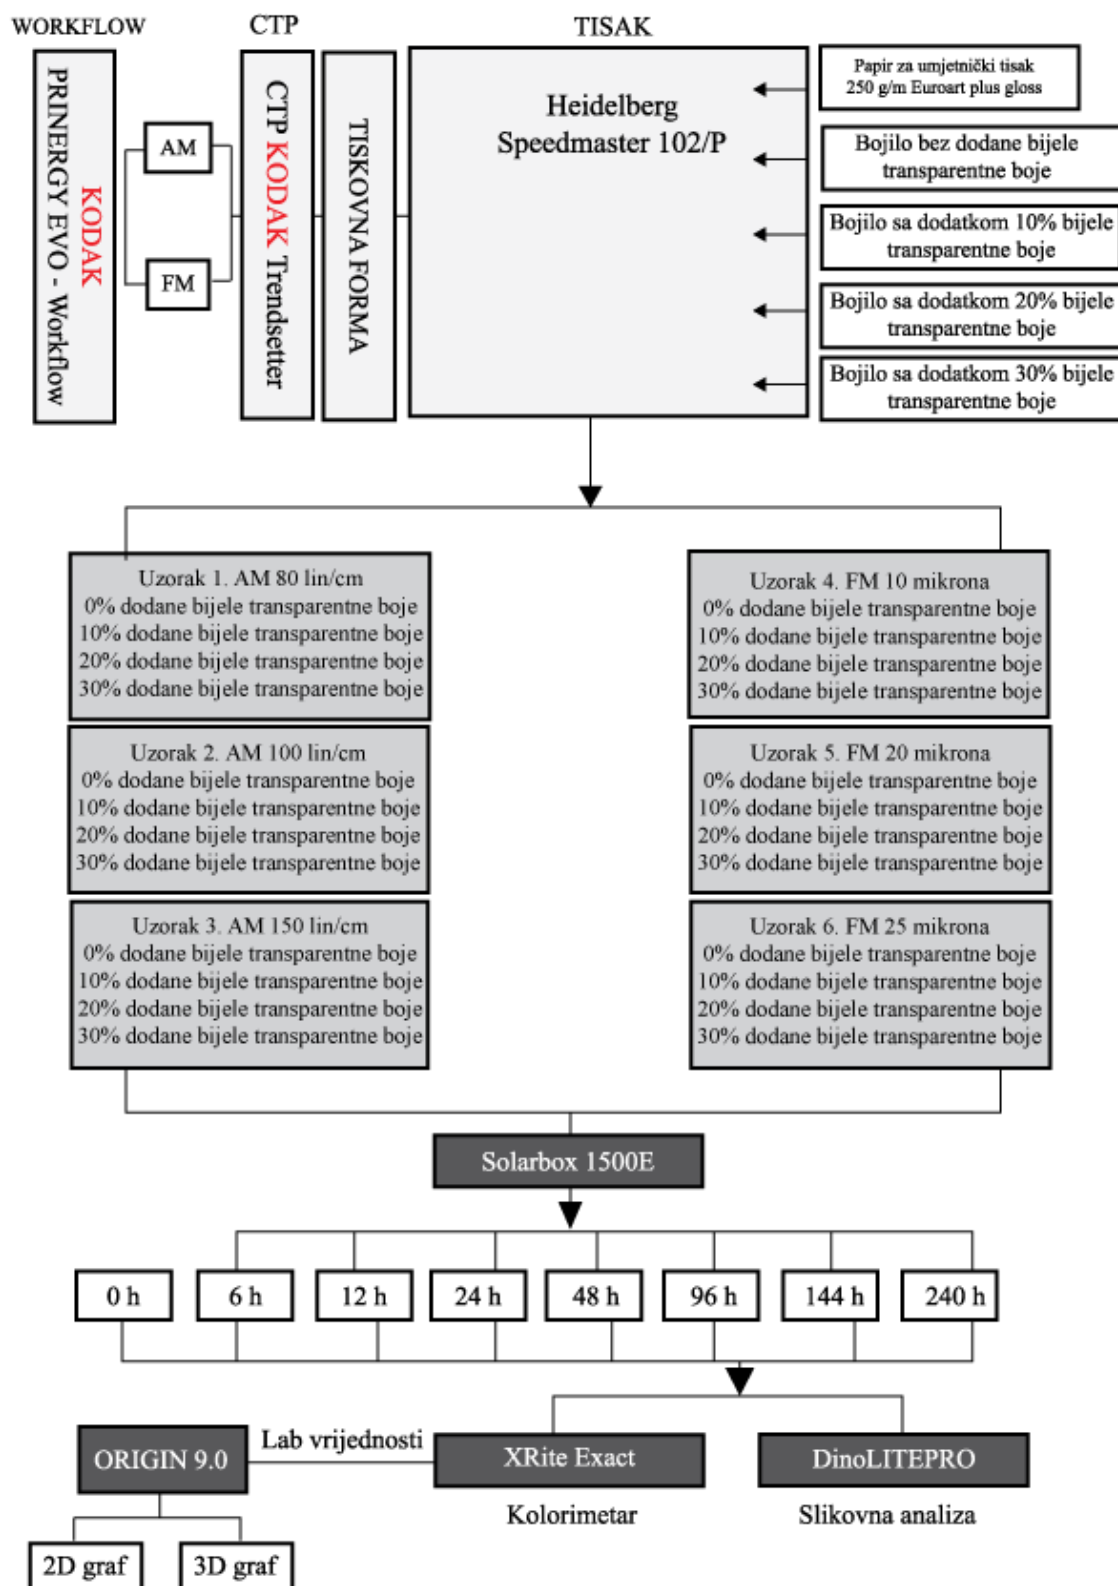 WORKFLOW
CTP
TISAK
KODAK
PRINERGY EVO - Workflow
AM
FM
CTP KODAK Trendsetter
TISKOVNA FORMA
Heidelberg
Speedmaster 102/P
Papir za umjetnički tisak
250 g/m Euroart plus gloss
Bojilo bez dodane bijele
transparentne boje
Bojilo sa dodatkom 10% bijele
transparentne boje
Bojilo sa dodatkom 20% bijele
transparentne boje
Bojilo sa dodatkom 30% bijele
transparentne boje
Uzorak 1. AM 80 lin/cm
0% dodane bijele transparentne boje
10% dodane bijele transparentne boje
20% dodane bijele transparentne boje
30% dodane bijele transparentne boje
Uzorak 2. AM 100 lin/cm
0% dodane bijele transparentne boje
10% dodane bijele transparentne boje
20% dodane bijele transparentne boje
30% dodane bijele transparentne boje
Uzorak 3. AM 150 lin/cm
0% dodane bijele transparentne boje
10% dodane bijele transparentne boje
20% dodane bijele transparentne boje
30% dodane bijele transparentne boje
Uzorak 4. FM 10 mikrona
0% dodane bijele transparentne boje
10% dodane bijele transparentne boje
20% dodane bijele transparentne boje
30% dodane bijele transparentne boje
Uzorak 5. FM 20 mikrona
0% dodane bijele transparentne boje
10% dodane bijele transparentne boje
20% dodane bijele transparentne boje
30% dodane bijele transparentne boje
Uzorak 6. FM 25 mikrona
0% dodane bijele transparentne boje
10% dodane bijele transparentne boje
20% dodane bijele transparentne boje
30% dodane bijele transparentne boje
Solarbox 1500E
0 h
6 h
12 h
24 h
48 h
96 h
144 h
240 h
ORIGIN 9.0
Lab vrijednosti
XRite Exact
DinoLITEPRO
Kolorimetar
Slikovna analiza
2D graf
3D graf